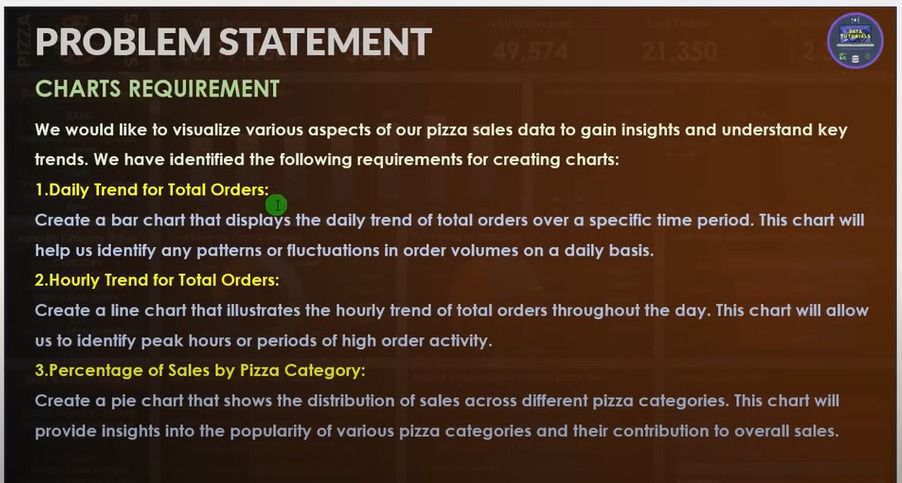 PROBLEM STATEMENT
DATA
TUTORIALS
CHARTS REQUIREMENT
We would like to visualize various aspects of our pizza sales data to gain insights and understand key
trends. We have identified the following requirements for creating charts:
1.Daily Trend for Total Orders:
Create a bar chart that displays the daily trend of total orders over a specific time period. This chart will
help us identify any patterns or fluctuations in order volumes on a daily basis.
2.Hourly Trend for Total Orders:
Create a line chart that illustrates the hourly trend of total orders throughout the day. This chart will allow
us to identify peak hours or periods of high order activity.
3.Percentage of Sales by Pizza Category:
Create a pie chart that shows the distribution of sales across different pizza categories. This chart will
provide insights into the popularity of various pizza categories and their contribution to overall sales.
PIZZA
49,574
21,350